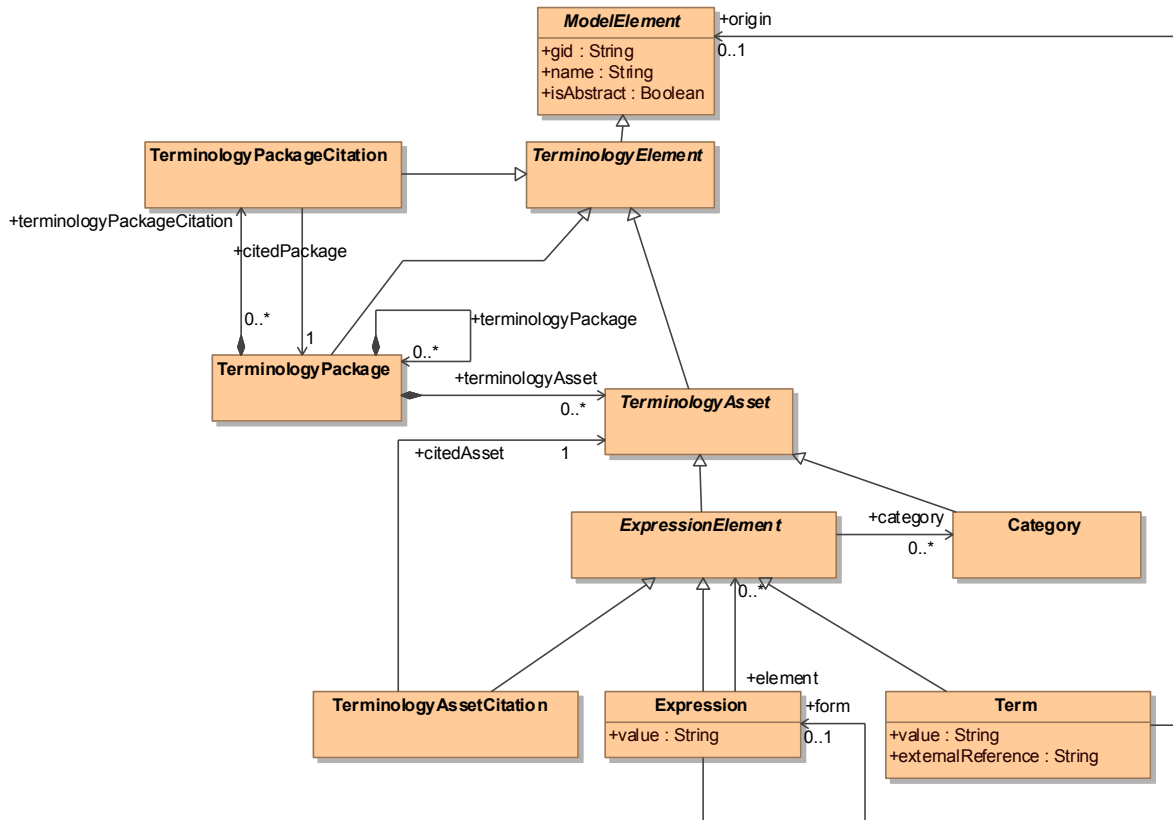 ModelElement
+gid : String
+name : String
+isAbstract : Boolean
+origin
0..1
TerminologyPackageCitation
TerminologyElement
+terminologyPackageCitation
+citedPackage
0..*
1
+terminologyPackage
0..*
TerminologyPackage
+terminologyAsset
0..*
TerminologyAsset
+citedAsset
1
ExpressionElement
+category
0..*
Category
0..*
+element
+form
0..1
TerminologyAssetCitation
Expression
+value : String
Term
+value : String
+externalReference : String